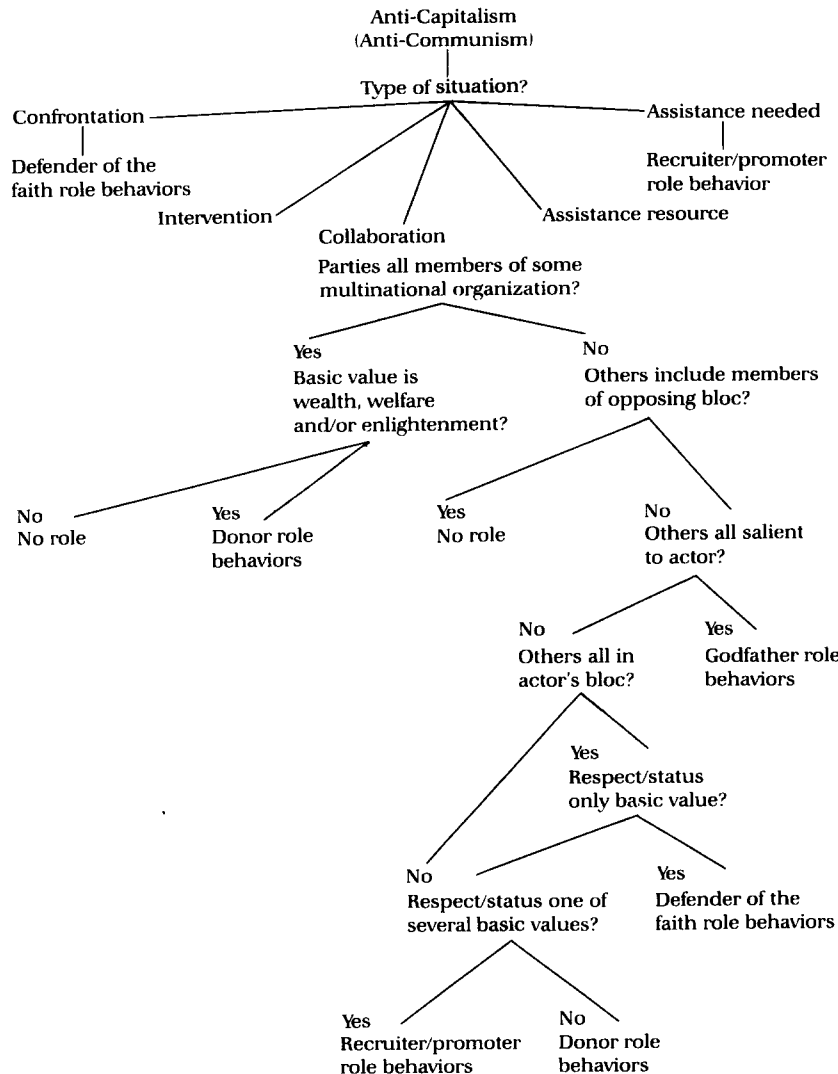 Anti-Capitalism
(Anti-Communism)
Type of situation?
Confrontation
Assistance needed
Defender of the
faith role behaviors
Recruiter/promoter
role behavior
Intervention
Assistance resource
Collaboration
Parties all members of some
multinational organization?
Yes
Basic value is
wealth, welfare
and/or enlightenment?
No
Others include members
of opposing bloc?
No
No role
Yes
Donor role
behaviors
Yes
No role
No
Others all salient
to actor?
No
Others all in
actor's bloc?
Yes
Godfather role
behaviors
Yes
Respect/status
only basic value?
No
Respect/status one of
several basic values?
Yes
Defender of the
faith role behaviors
Yes
Recruiter/promoter
role behaviors
No
Donor role
behaviors